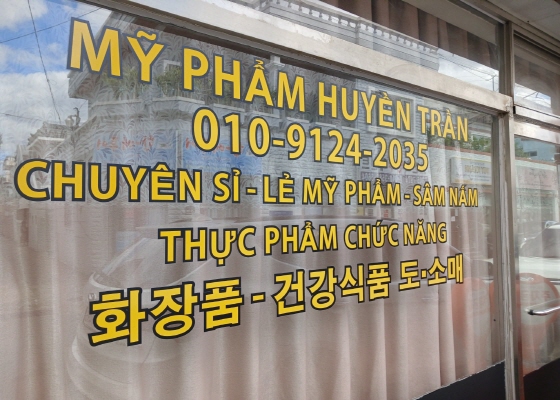 MỸ PHẨM HUYỀN TRÂN
010-9124-2035
CHUYÊN SỈ - LẺ MỸ PHẨM - SÂM NẤM
THỰC PHẨM CHỨC NĂNG
화장품 - 건강식품 도·소매